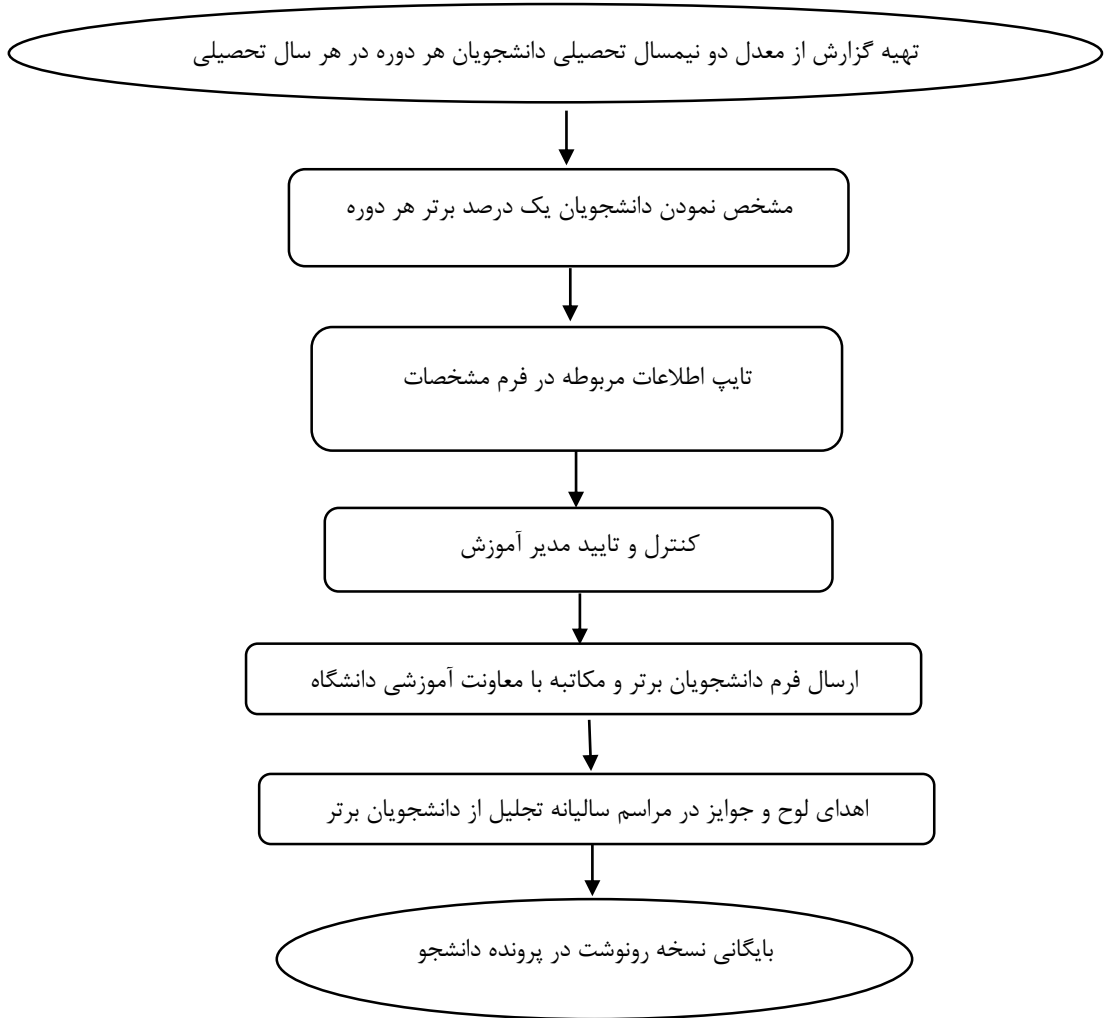 تهیه گزارش از معدل دو نیمسال تحصیلی دانشجویان هر دوره در هر سال تحصیلی
مشخص نمودن دانشجویان یک درصد برتر هر دوره
تایپ اطلاعات مربوطه در فرم مشخصات
کنترل و تایید مدیر آموزش
ارسال فرم دانشجویان برتر و مکاتبه با معاونت آموزشی دانشگاه
اهدای لوح و جوایز در مراسم سالیانه تجلیل از دانشجویان برتر
بایگانی نسخه رونوشت در پرونده دانشجو